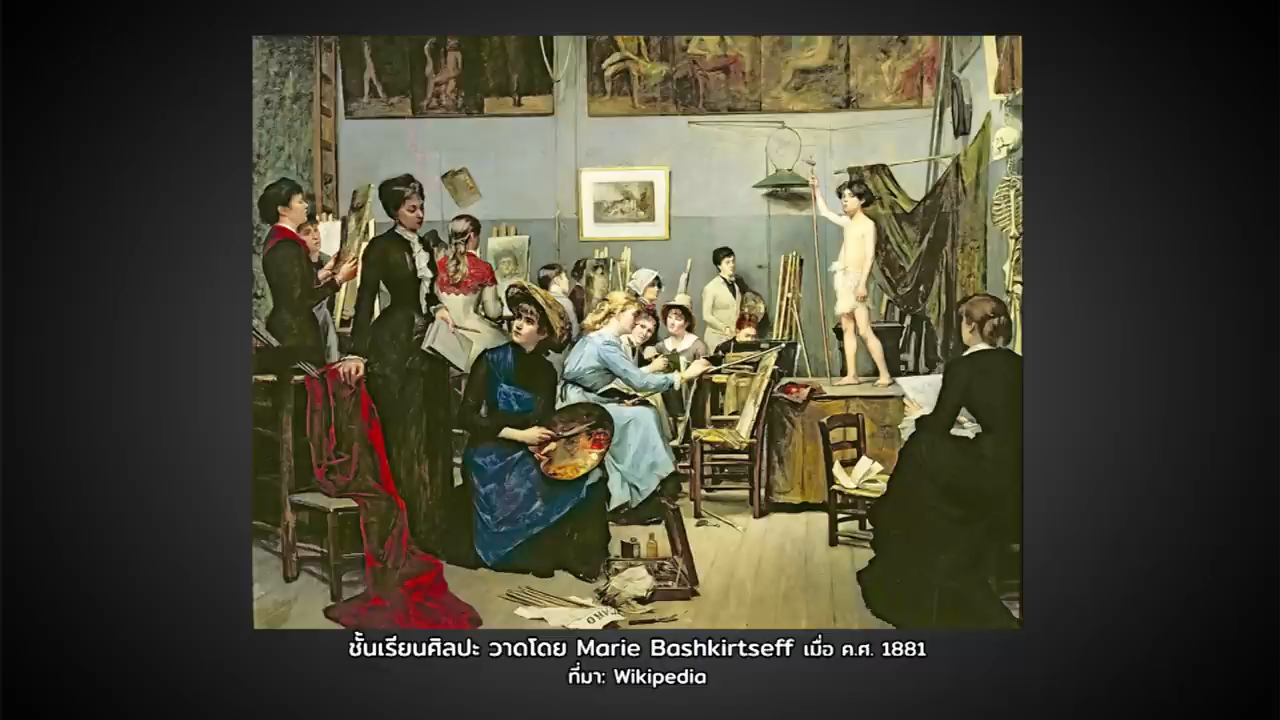 ชั้นเรียนศิลปะ วาดโดย Marie Bashkirtseff เมื่อ ค.ศ. 1881
ที่มา: Wikipedia